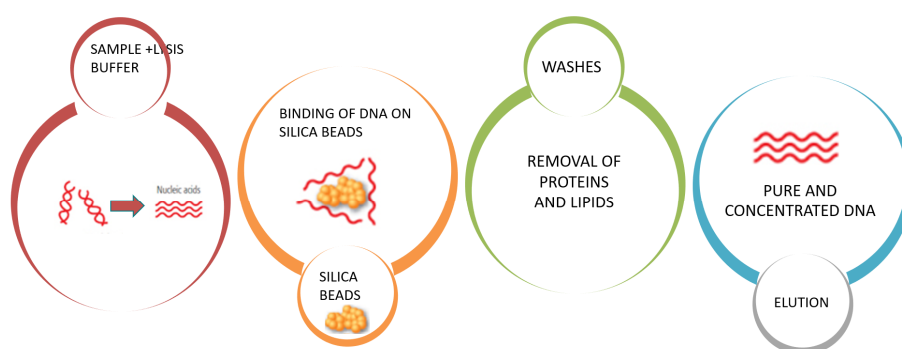 SAMPLE +LYSIS
BUFFER
Nucleic acids
BINDING OF DNA ON
SILICA BEADS
SILICA
BEADS
WASHES
REMOVAL OF
PROTEINS
AND LIPIDS
PURE AND
CONCENTRATED DNA
ELUTION